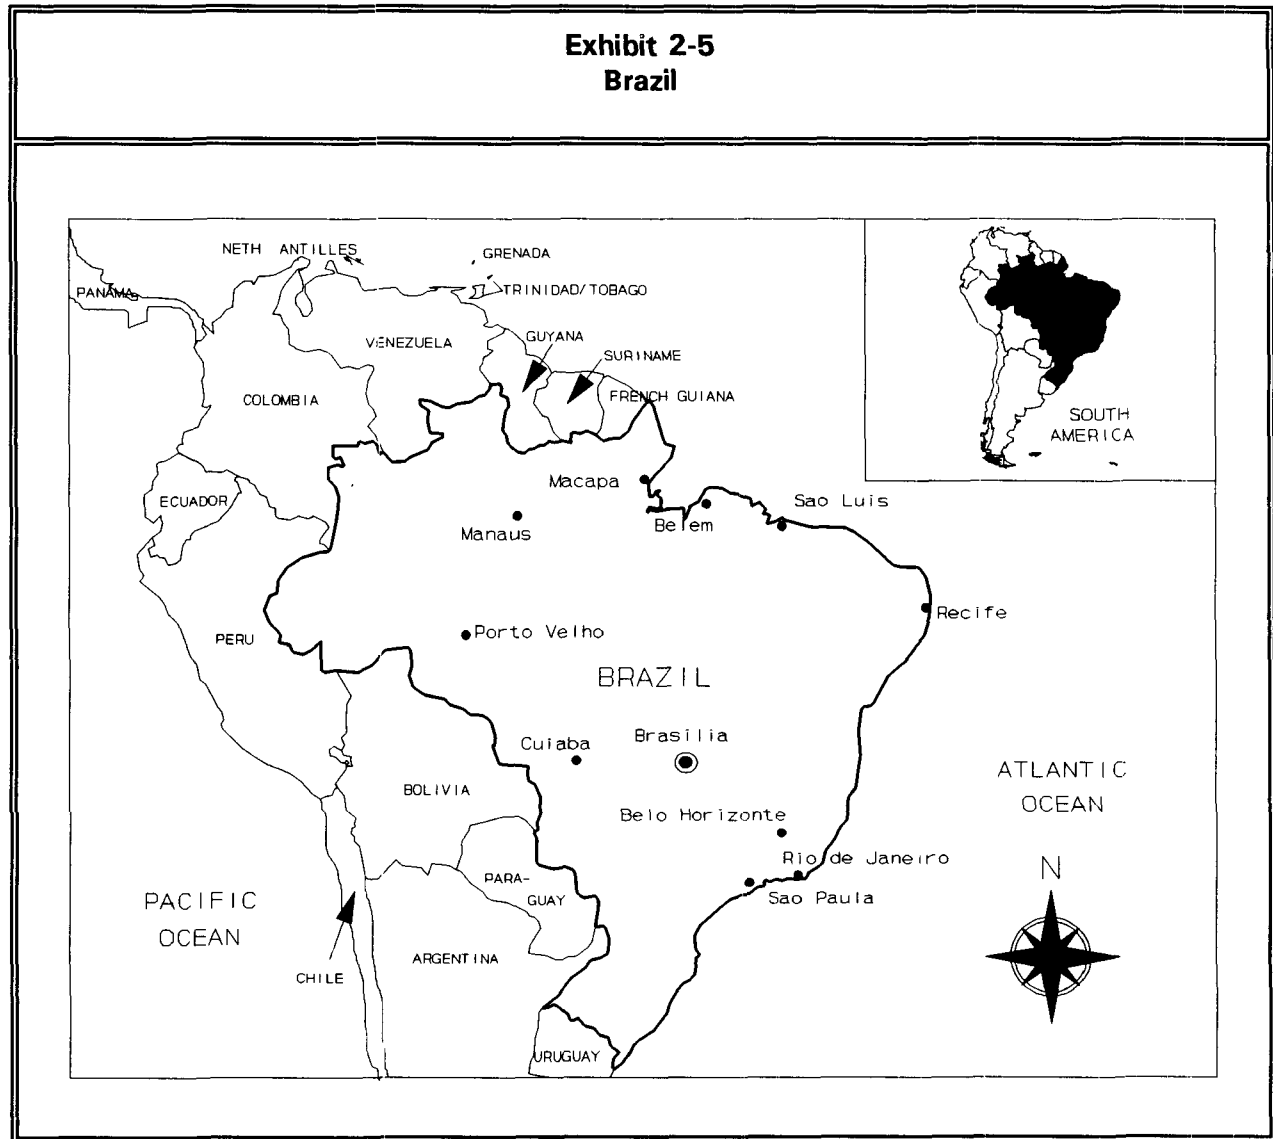 Exhibit 2-5
Brazil
NETH ANTILLES
GRENADA
PANAMA
TRINIDAD/TOBAGO
VENEZUELA
GUYANA
SURINAME
COLOMBIA
FRENCH GUIANA
SOUTH
AMERICA
Macapa
ECUADOR
Sao Luis
Belem
Manaus
Recife
PERU
Porto Velho
BRAZIL
Cuiaba
Brasilia
ATLANTIC
OCEAN
BOLIVIA
Belo Horizonte
Rio de Janeiro
N
PARA-
GUAY
Sao Paula
PACIFIC
OCEAN
ARGENTINA
CHILE
URUGUAY